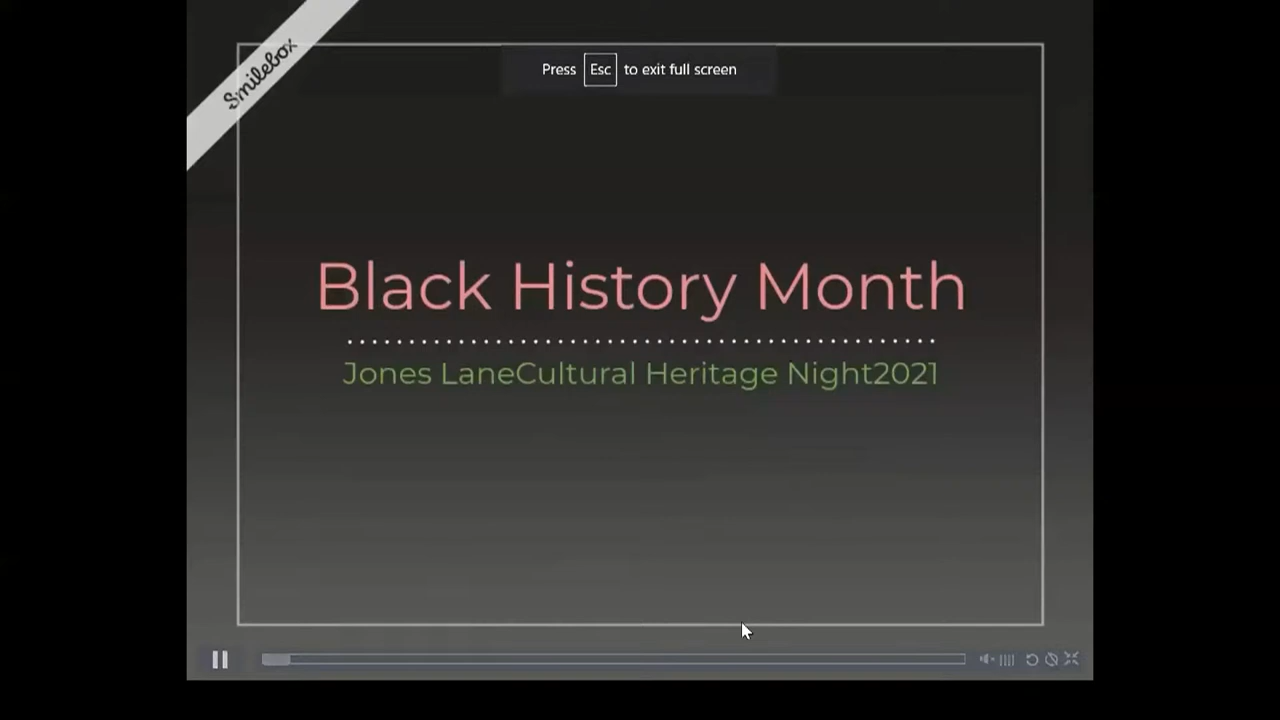 Smilebox
Press Esc to exit full screen
Black History Month
Jones LaneCultural Heritage Night2021